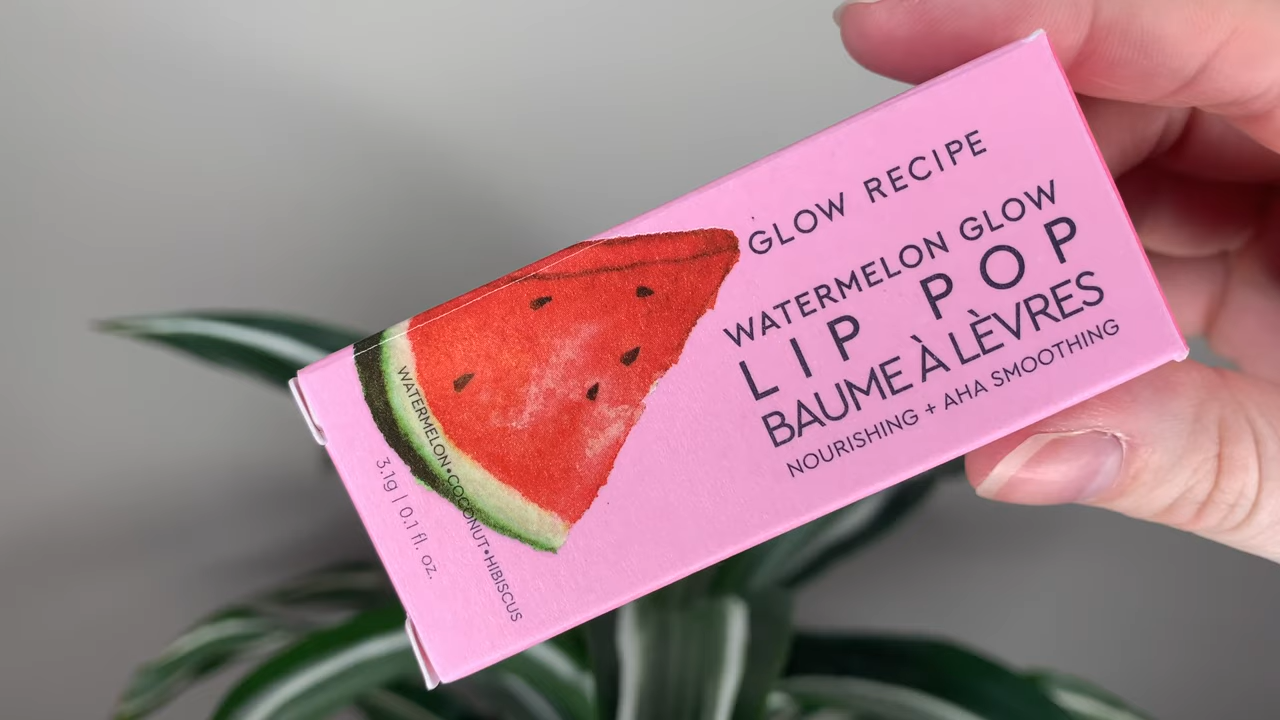 GLOW RECIPE
WATERMELON GLOW
LIP POP
BAUME À LÈVRES
NOURISHING + AHA SMOOTHING
WATERMELON•COCONUT•HIBISCUS
3.1g | 0.1 fl. oz.